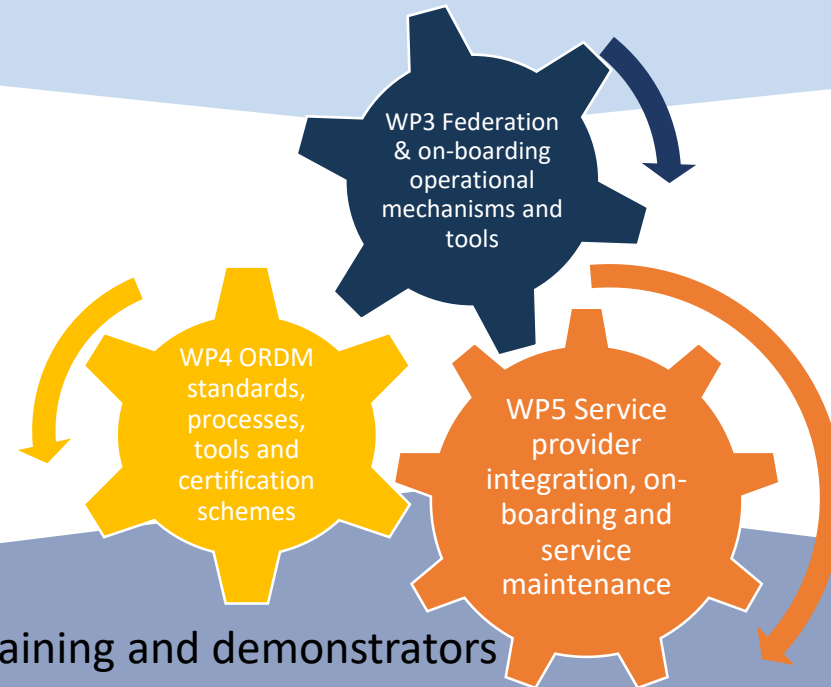 WP3 Federation
& on-boarding
operational
mechanisms and
tools
WP4 ORDM
standards,
processes,
tools and
certification
schemes
WP5 Service
provider
integration, on-
boarding and
service
maintenance
aining and demonstrators